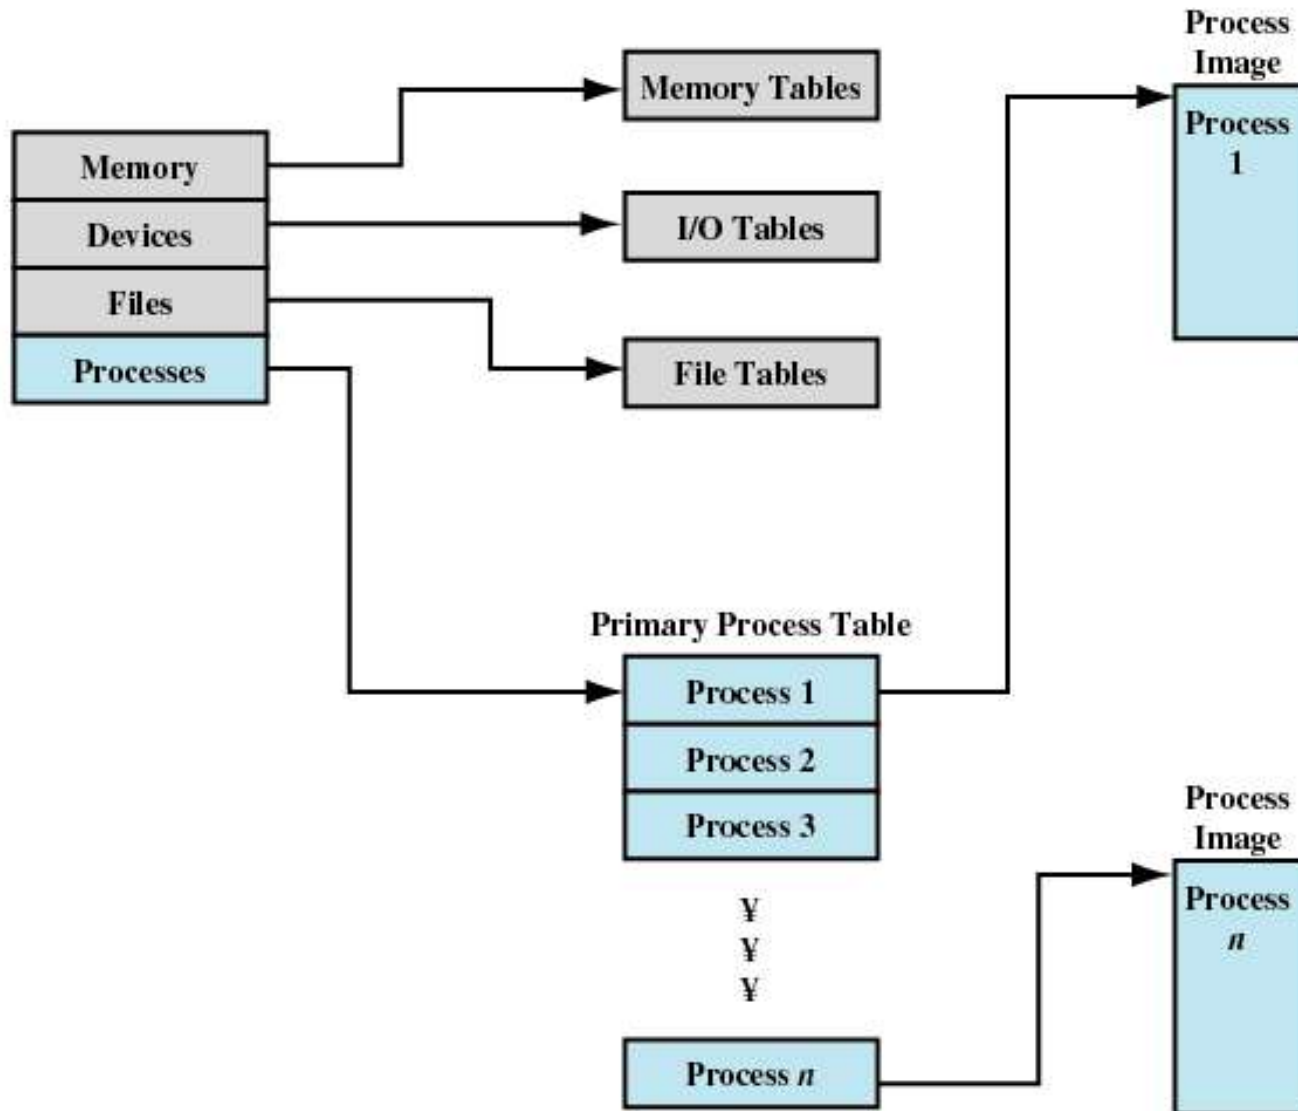 Memory
Devices
Files
Processes
Memory Tables
I/O Tables
File Tables
Primary Process Table
Process 1
Process 2
Process 3
¥
¥
¥
Process n
Process
Image
Process
1
Process
Image
Process
n